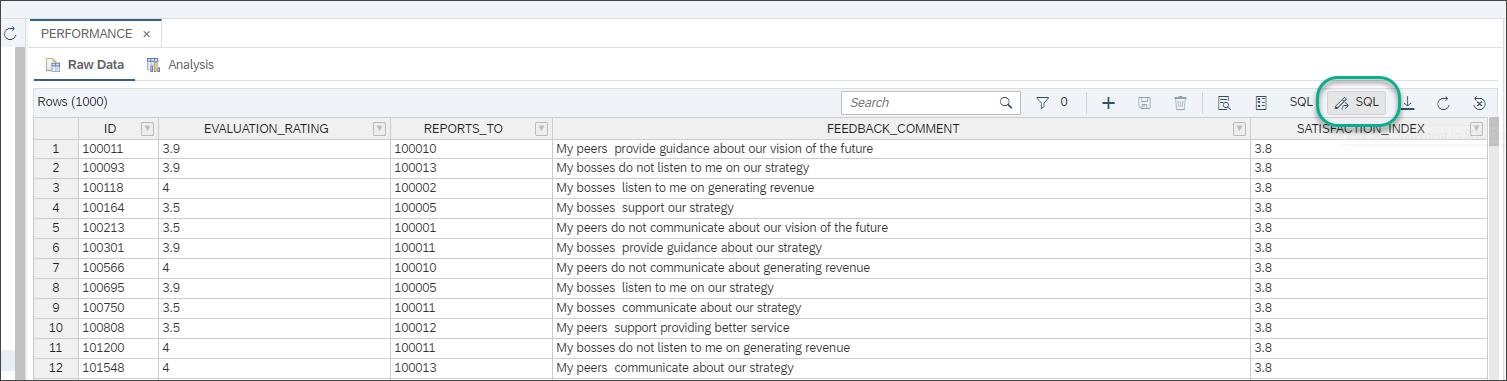 PERFORMANCE ×
Raw Data Analysis
Rows (1000) Search 0 SQL SQL
ID EVALUATION_RATING REPORTS_TO FEEDBACK_COMMENT SATISFACTION_INDEX
1 100011 3.9 100010 My peers provide guidance about our vision of the future 3.8
2 100093 3.9 100013 My bosses do not listen to me on our strategy 3.8
3 100118 4 100002 My bosses listen to me on generating revenue 3.8
4 100164 3.5 100005 My bosses support our strategy 3.8
5 100213 3.5 100001 My peers do not communicate about our vision of the future 3.8
6 100301 3.9 100011 My bosses provide guidance about our strategy 3.8
7 100566 4 100010 My peers do not communicate about generating revenue 3.8
8 100695 3.9 100005 My bosses listen to me on our strategy 3.8
9 100750 3.5 100011 My bosses communicate about our strategy 3.8
10 100808 3.5 100012 My peers support providing better service 3.8
11 101200 4 100011 My bosses do not listen to me on generating revenue 3.8
12 101548 4 100013 My peers communicate about our strategy 3.8